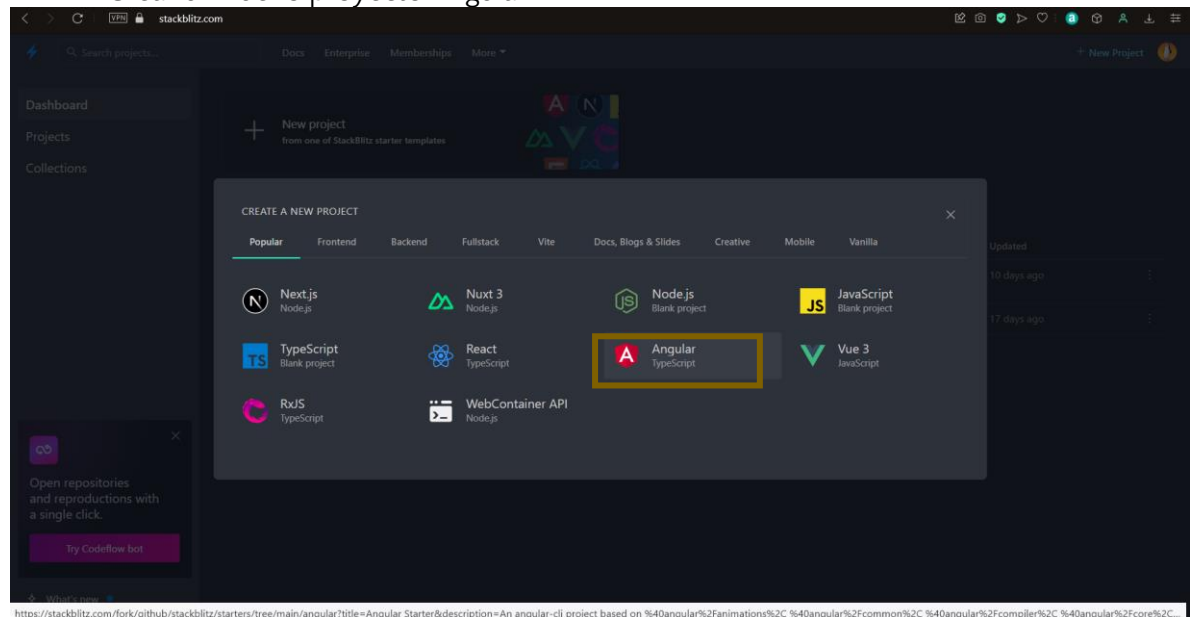 stackblitz.com
VPN
Search projects...
Docs Enterprise Memberships More
+ New Project
Dashboard
Projects
Collections
New project
from one of StackBlitz starter templates
CREATE A NEW PROJECT
Popular Frontend Backend Fullstack Vite Docs, Blogs & Slides Creative Mobile Vanilla
Updated
10 days ago
17 days ago
Next.js
Node.js
Nuxt 3
Node.js
Node.js
Blank project
JavaScript
Blank project
TypeScript
Blank project
React
TypeScript
Angular
TypeScript
Vue 3
JavaScript
RxJS
TypeScript
WebContainer API
Node.js
Open repositories
and reproductions with
a single click.
Try Codeflow bot
What's new
https://stackblitz.com/fork/github/stackblitz/starters/tree/main/angular?title=Angular Starter&description=An angular-cli project based on %40angular%2Fanimations%2C %40angular%2Fcommon%2C %40angular%2Fcompiler%2C %40angular%2Fcore%2C...